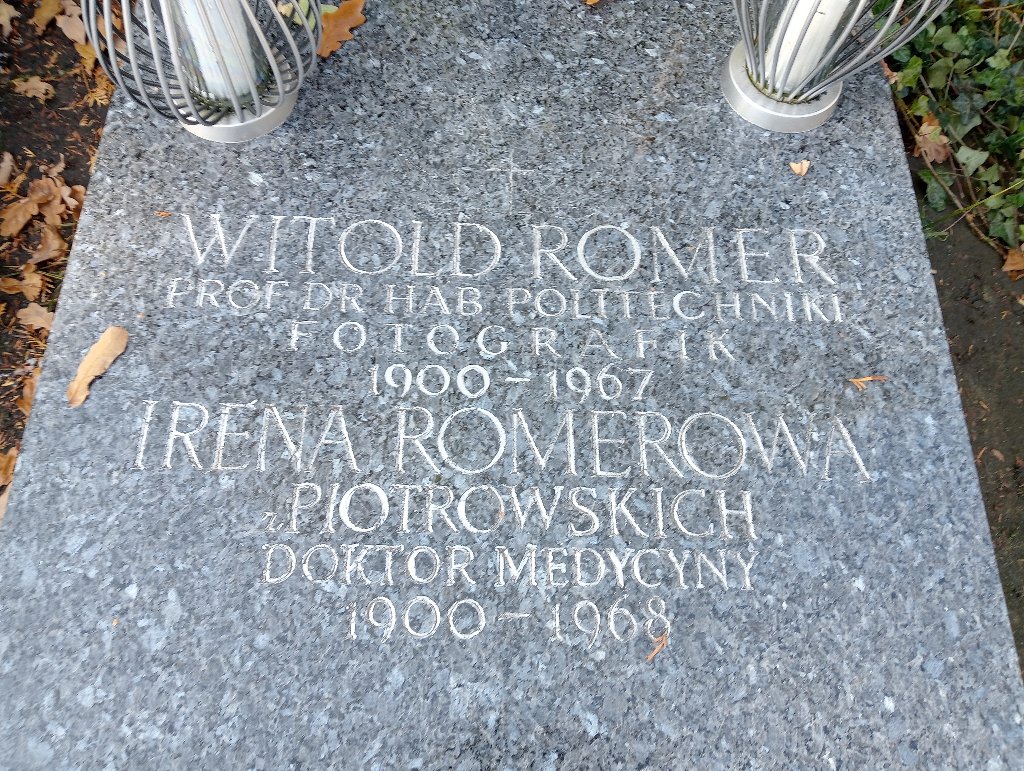 WITOLD ROMER
PROF DR HAB POLITECHNIKI
FOTOGRAFIK
1900 – 1967
IRENA ROMEROWA
z PIOTROWSKICH
DOKTOR MEDYCYNY
1900 – 1968